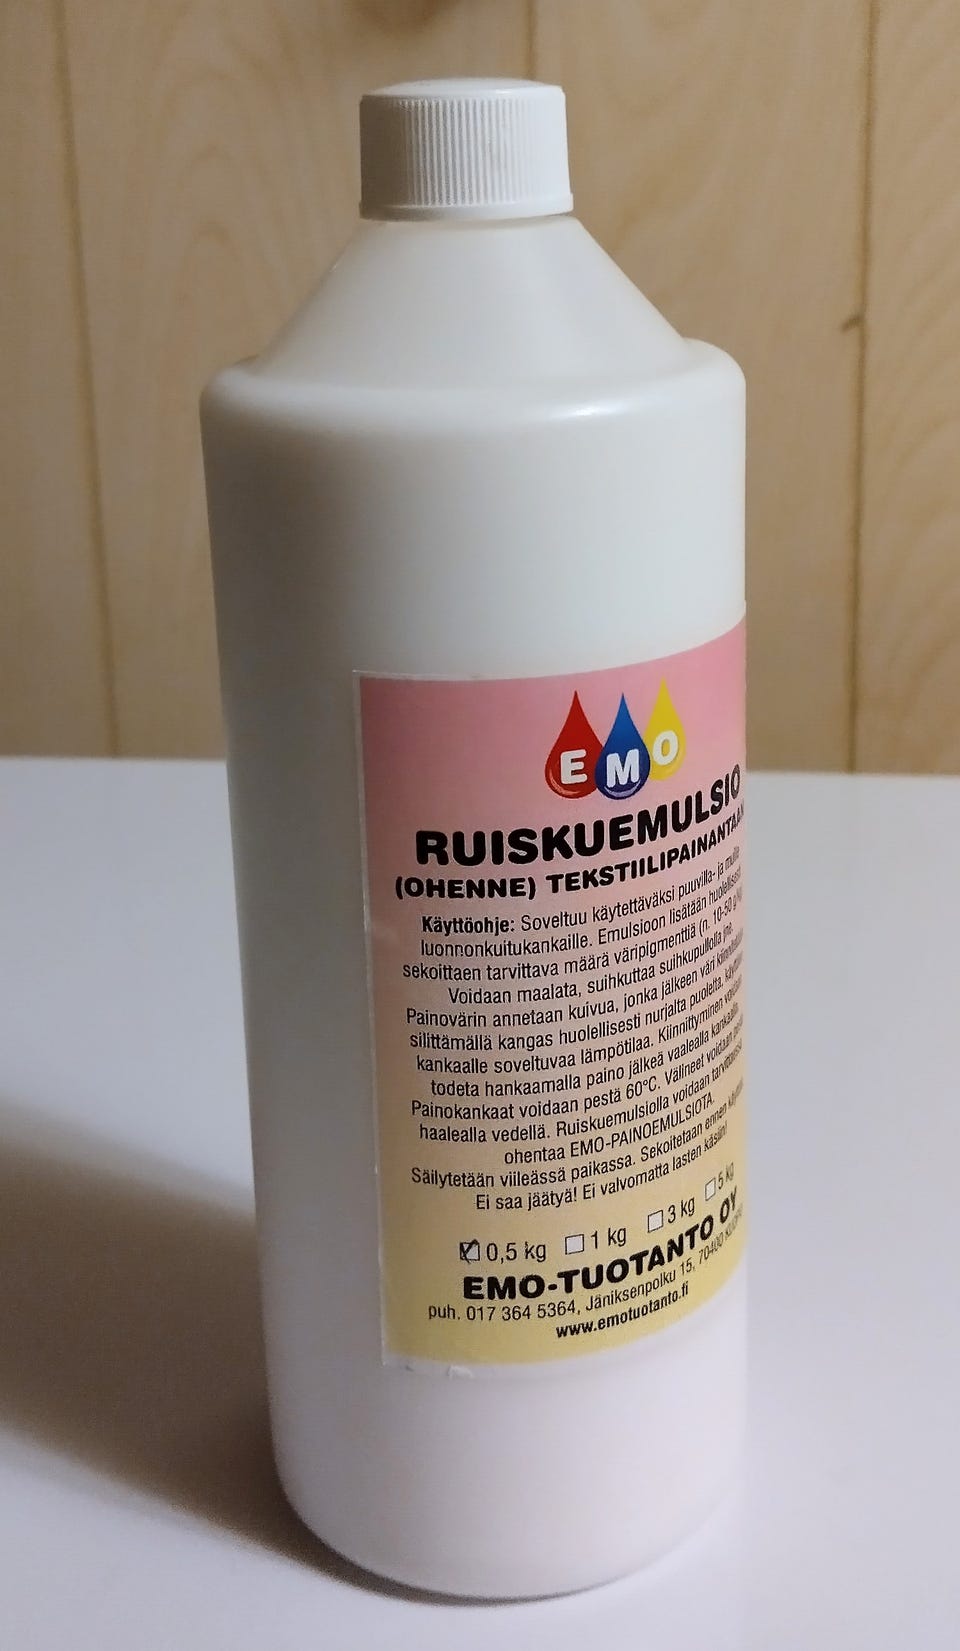 EMO
RUISKUEMULSIO
(OHENNE) TEKSTIILIPAINANTAAN
Käyttöohje: Soveltuu käytettäväksi puuvilla- ja muille
luonnonkuitukankaille. Emulsioon lisätään huolellisesti
sekoittaen tarvittava määrä väripigmenttiä (n. 10-50 g/kg).
Voidaan maalata, suihkuttaa suihkupullolla jne.
Painovärin annetaan kuivua, jonka jälkeen väri kiinnitetään
silittämällä kangas huolellisesti nurjalta puolelta, käyttäen
kankaalle soveltuvaa lämpötilaa. Kiinnittyminen voidaan
todeta hankaamalla paino jälkeä vaalealla kankaalla.
Painokankaat voidaan pestä 60°C. Välineet voidaan pestä
haalealla vedellä. Ruiskuemulsiolla voidaan tarvittaessa
ohentaa EMO-PAINOEMULSIOTA.
Säilytetään viileässä paikassa. Sekoitetaan ennen käyttöä.
Ei saa jäätyä! Ei valvomatta lasten käsiin!
0,5 kg 1 kg 3 kg 5 kg
EMO-TUOTANTO OY
puh. 017 364 5364, Jäniksenpolku 15, 70400 KUOPIO
www.emotuotanto.fi